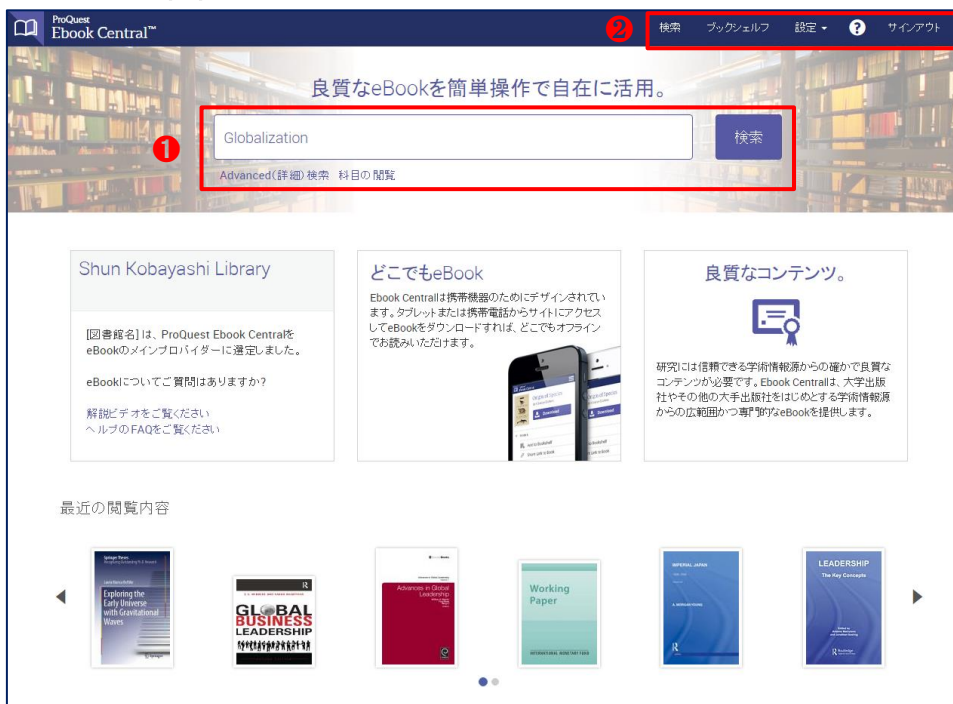 ProQuest
Ebook Central™
❷
検索 ブックシェルフ 設定 ? サインアウト
良質なeBookを簡単操作で自在に活用。
❶
Globalization
検索
Advanced(詳細)検索 科目の閲覧
Shun Kobayashi Library
[図書館名]は、ProQuest Ebook Centralを
eBookのメインプロバイダーに選定しました。
eBookについてご質問はありますか?
解説ビデオをご覧ください
ヘルプのFAQをご覧ください
どこでもeBook
Ebook Centralは携帯機器のためにデザインされてい
ます。タブレットまたは携帯電話からサイトにアクセス
してeBookをダウンロードすれば、どこでもオフライン
でお読みいただけます。
Download
Download
良質なコンテンツ。
研究には信頼できる学術情報源からの確かで良質な
コンテンツが必要です。Ebook Centralは、大学出版
社やその他の大手出版社をはじめとする学術情報源
からの広範囲かつ専門的なeBookを提供します。
最近の閲覧内容
Springer Theses
Exploring the
Early Universe
with Gravitational
Waves
Springer
R
GLOBAL
BUSINESS
LEADERSHIP
Advances in Global
Leadership
Working
Paper
INTERNATIONAL MONETARY FUND
IMPERIAL JAPAN
R
LEADERSHIP
The Key Concepts
Routledge